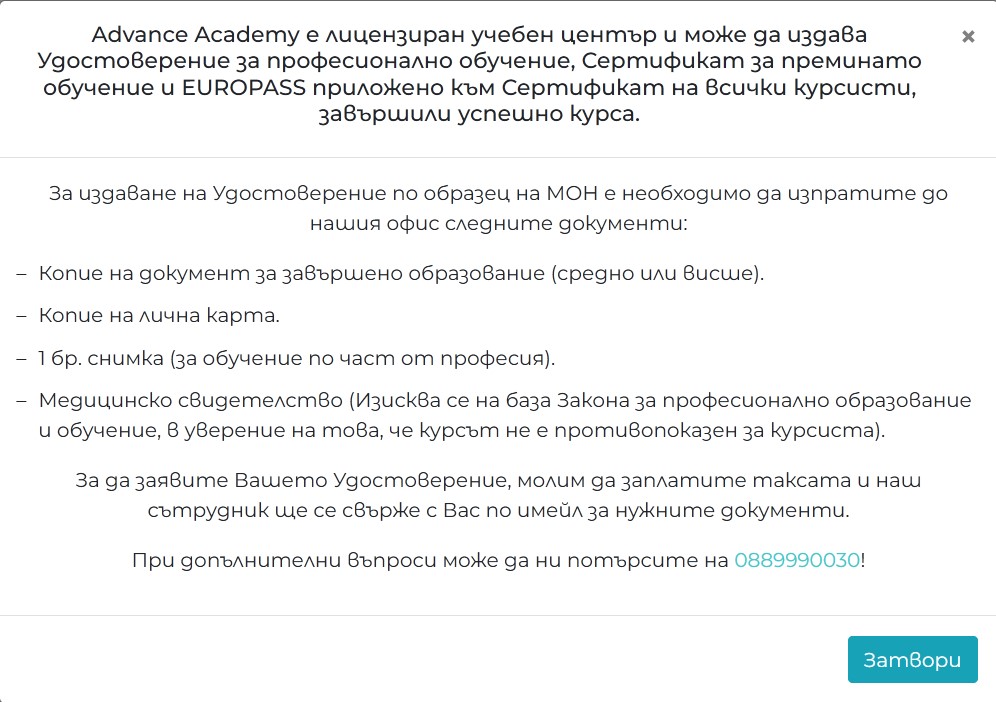 Advance Academy е лицензиран учебен център и може да издава
Удостоверение за професионално обучение, Сертификат за преминато
обучение и EUROPASS приложено към Сертификат на всички курсисти,
завършили успешно курса.
×
За издаване на Удостоверение по образец на МОН е необходимо да изпратите до
нашия офис следните документи:
– Копие на документ за завършено образование (средно или висше).
– Копие на лична карта.
– 1 бр. снимка (за обучение по част от професия).
– Медицинско свидетелство (Изисква се на база Закона за професионално образование
и обучение, в уверение на това, че курсът не е противопоказен за курсиста).
За да заявите Вашето Удостоверение, молим да заплатите таксата и наш
сътрудник ще се свърже с Вас по имейл за нужните документи.
При допълнителни въпроси може да ни потърсите на 0889990030!
Затвори